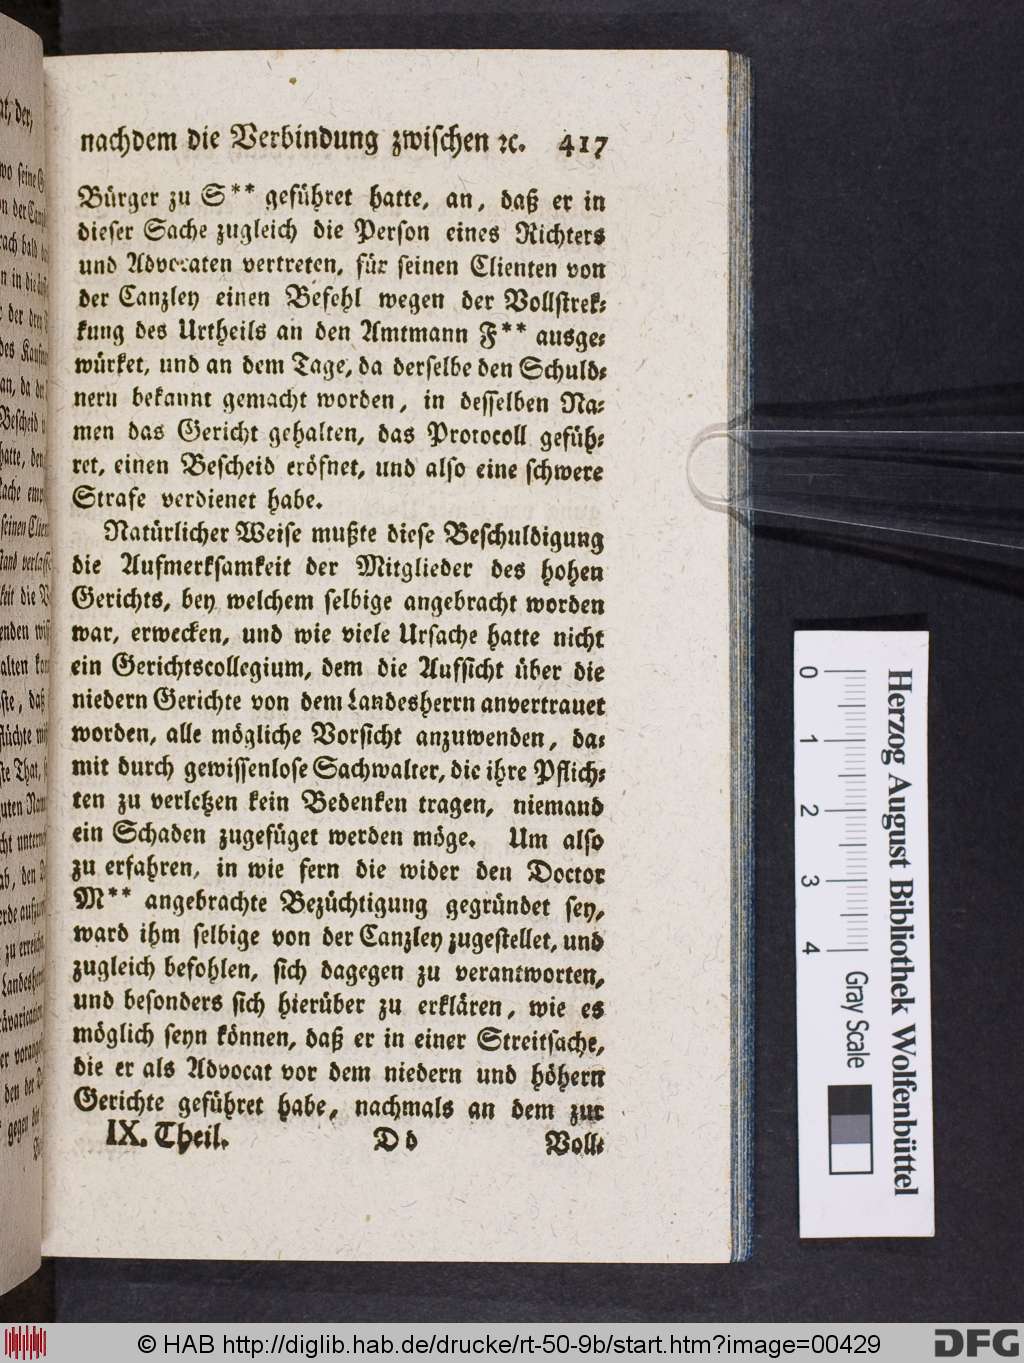 nachdem die Verbindung zwischen ꝛc. 417
Bürger zu S** geführet hatte, an, daß er in
dieser Sache zugleich die Person eines Richters
und Advocaten vertreten, für seinen Clienten von
der Canzley einen Befehl wegen der Vollstrek-
kung des Urtheils an den Amtmann F** ausge-
würket, und an dem Tage, da derselbe den Schuld-
nern bekannt gemacht worden, in desselben Na-
men das Gericht gehalten, das Protocoll gefüh-
ret, einen Bescheid eröfnet, und also eine schwere
Strafe verdienet habe.
Natürlicher Weise mußte diese Beschuldigung
die Aufmerksamkeit der Mitglieder des hohen
Gerichts, bey welchem selbige angebracht worden
war, erwecken, und wie viele Ursache hatte nicht
ein Gerichtscollegium, dem die Aufsicht über die
niedern Gerichte von dem Landesherrn anvertrauet
worden, alle mögliche Vorsicht anzuwenden, da-
mit durch gewissenlose Sachwalter, die ihre Pflich-
ten zu verletzen kein Bedenken tragen, niemand
ein Schaden zugefüget werden möge. Um also
zu erfahren, in wie fern die wider den Doctor
M** angebrachte Bezüchtigung gegründet sey,
ward ihm selbige von der Canzley zugestellet, und
zugleich befohlen, sich dagegen zu verantworten,
und besonders sich hierüber zu erklären, wie es
möglich seyn können, daß er in einer Streitsache,
die er als Advocat vor dem niedern und höhern
Gerichte geführet habe, nachmals an dem zur
IX. Theil. D d Voll-
0 1 2 3 4
Gray Scale
Herzog August Bibliothek Wolfenbüttel
© HAB http://diglib.hab.de/drucke/rt-50-9b/start.htm?image=00429
DFG